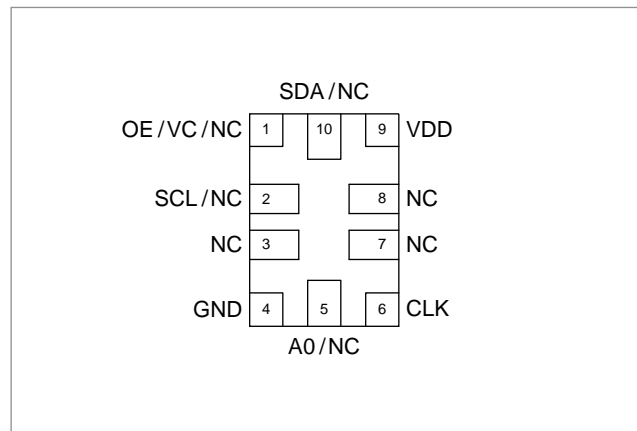 SDA/NC
OE/VC/NC 1 10 9 VDD
SCL/NC 2 8 NC
NC 3 7 NC
GND 4 5 6 CLK
A0/NC